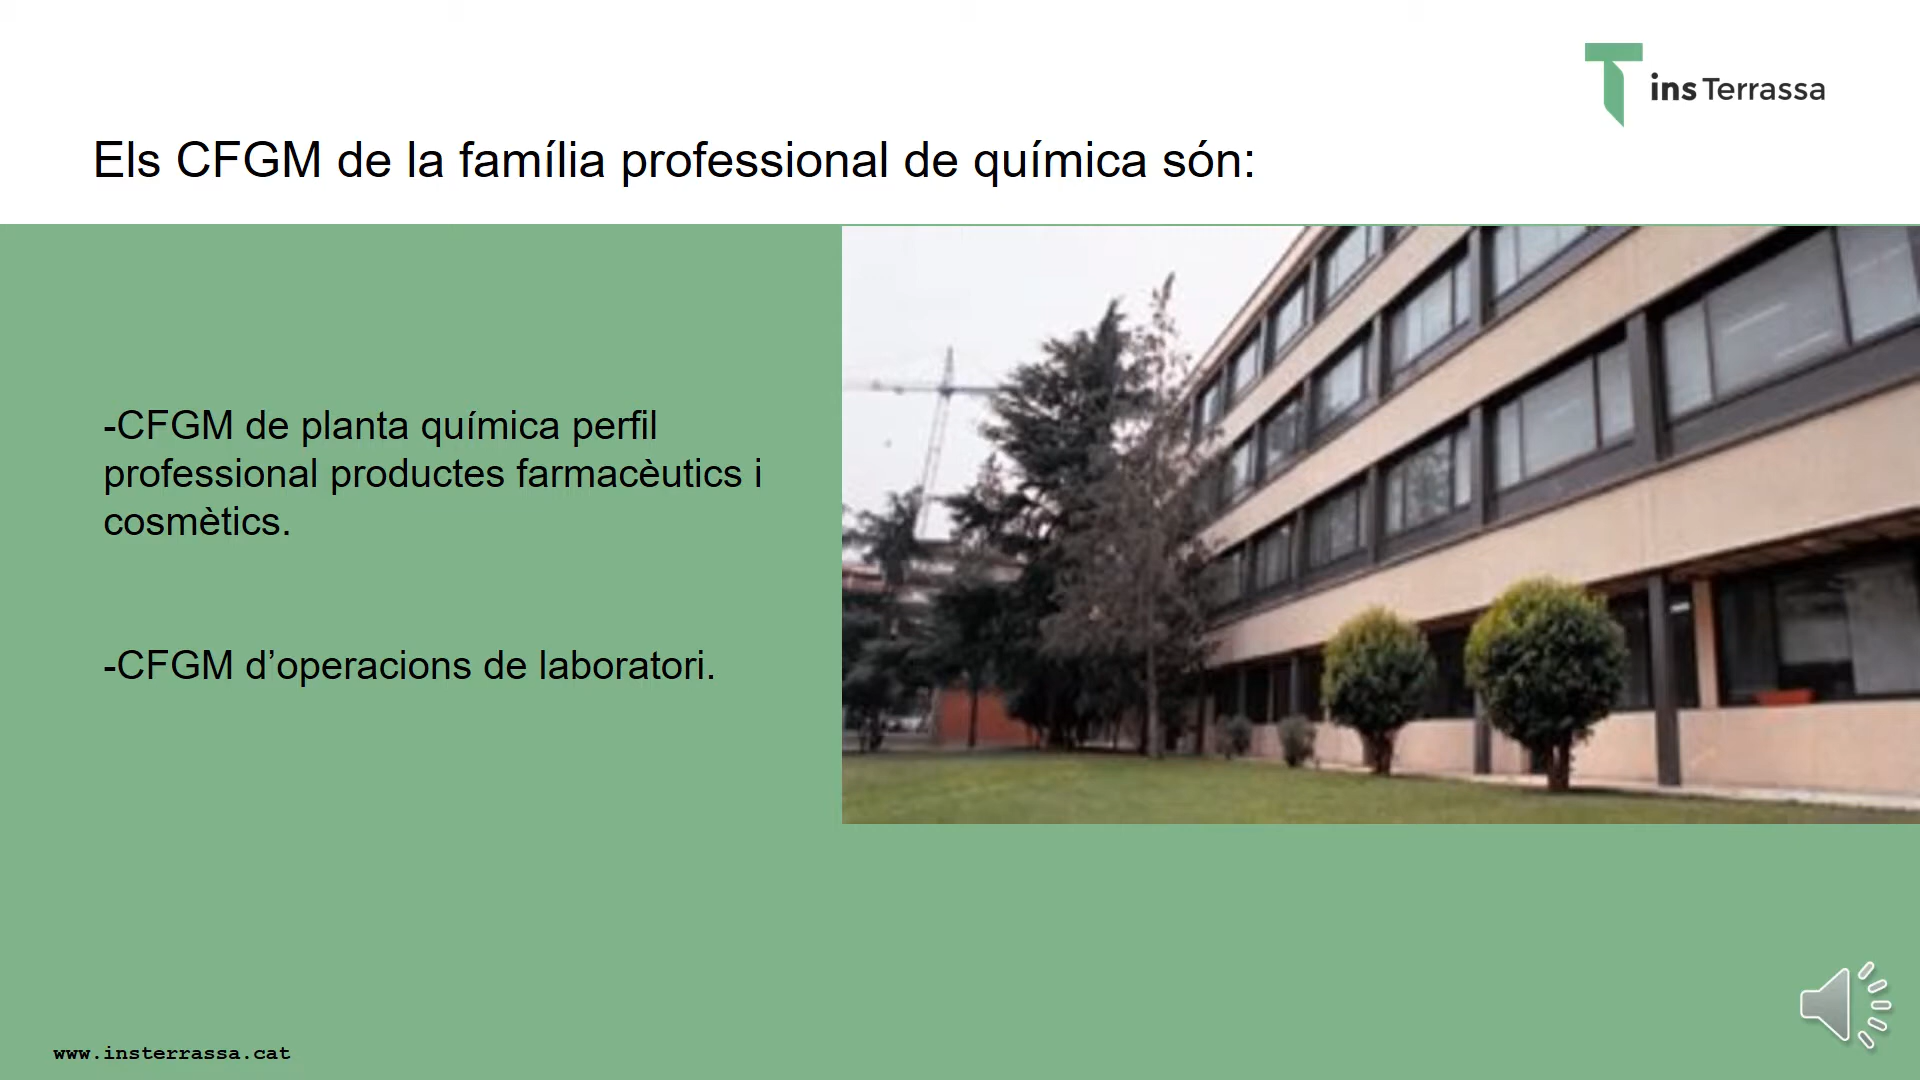 ins Terrassa
Els CFGM de la família professional de química són:
-CFGM de planta química perfil
professional productes farmacèutics i
cosmètics.
-CFGM d’operacions de laboratori.
www.insterrassa.cat